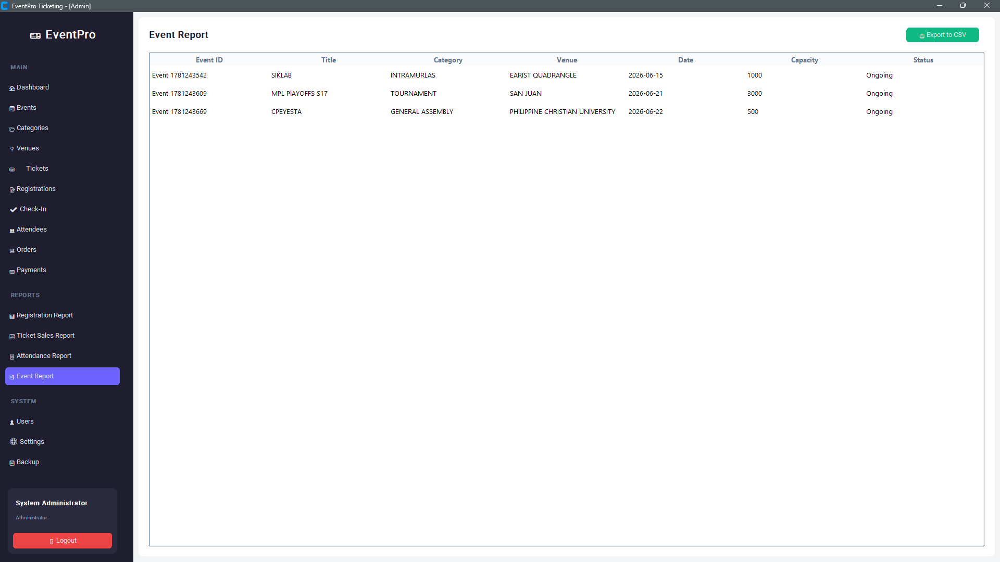 EventPro Ticketing - [Admin]
EventPro
MAIN
Dashboard
Events
Categories
Venues
Tickets
Registrations
Check-In
Attendees
Orders
Payments
REPORTS
Registration Report
Ticket Sales Report
Attendance Report
Event Report
SYSTEM
Users
Settings
Backup
System Administrator
Administrator
Logout
Event Report
Export to CSV
Event ID Title Category Venue Date Capacity Status
Event 1781243542 SIKLAB INTRAMURLAS EARIST QUADRANGLE 2026-06-15 1000 Ongoing
Event 1781243609 MPL PlAYOFFS S17 TOURNAMENT SAN JUAN 2026-06-21 3000 Ongoing
Event 1781243669 CPEYESTA GENERAL ASSEMBLY PHILIPPINE CHRISTIAN UNIVERSITY 2026-06-22 500 Ongoing